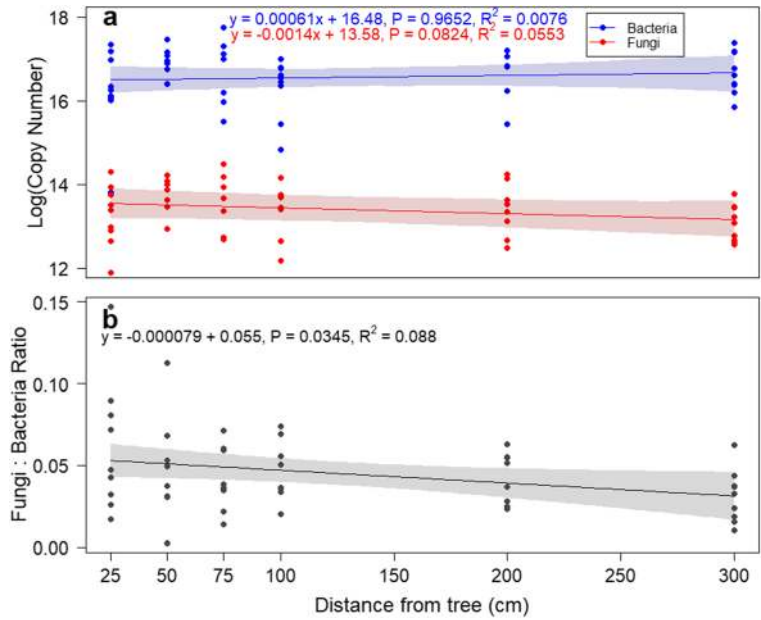 a
y = 0.00061x + 16.48, P = 0.9652, R² = 0.0076
y = -0.0014x + 13.58, P = 0.0824, R² = 0.0553
Bacteria
Fungi
18
16
14
12
Log(Copy Number)
b
y = -0.000079 + 0.055, P = 0.0345, R² = 0.088
0.15
0.10
0.05
0.00
Fungi : Bacteria Ratio
25 50 75 100 150 200 250 300
Distance from tree (cm)